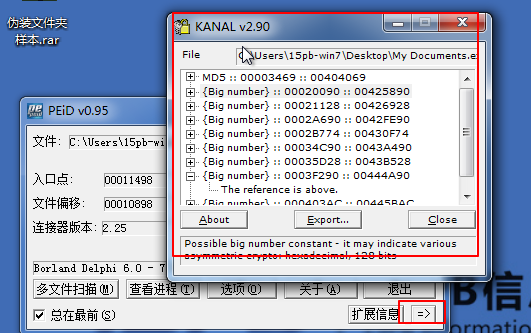 伪装文件夹
样本.rar
KANAL v2.90
File
C:\Users\15pb-win7\Desktop\My Documents.ex
MD5 :: 00003469 :: 00404069
{Big number} :: 00020090 :: 00425890
{Big number} :: 00021128 :: 00426928
{Big number} :: 0002A690 :: 0042FE90
{Big number} :: 0002B774 :: 00430F74
{Big number} :: 00034C90 :: 0043A490
{Big number} :: 00035D28 :: 0043B528
{Big number} :: 0003F290 :: 00444A90
The reference is above.
{Big number} :: 000403AC :: 00445BAC
About
Export...
Close
Possible big number constant - it may indicate various
asymmetric crypto: hexadecimal, 128 bits
PEiD v0.95
文件: C:\Users\15pb-wi
入口点: 00011498
文件偏移: 00010898
连接器版本: 2.25
Borland Delphi 6.0 - 7
多文件扫描(M)
查看进程(T)
选项(O)
关于(A)
退出
总在最前(S)
扩展信息
=>
B信息
ormatic